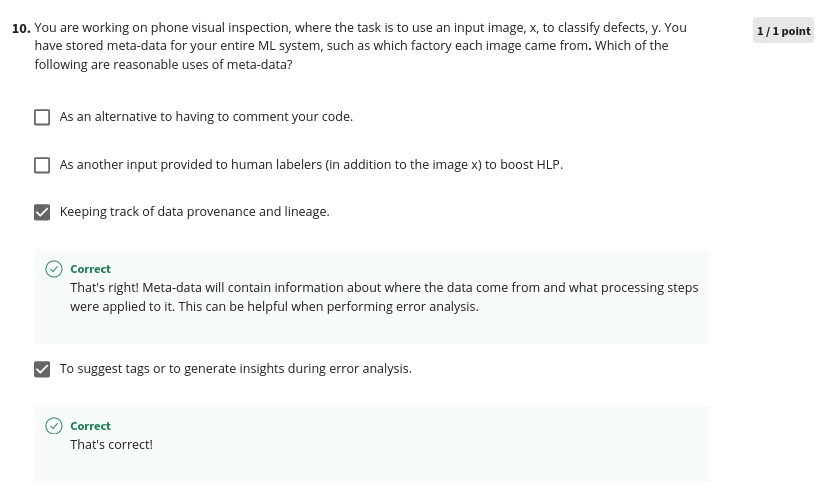 10. You are working on phone visual inspection, where the task is to use an input image, x, to classify defects, y. You
1 / 1 point
have stored meta-data for your entire ML system, such as which factory each image came from. Which of the
following are reasonable uses of meta-data?
As an alternative to having to comment your code.
As another input provided to human labelers (in addition to the image x) to boost HLP.
Keeping track of data provenance and lineage.
Correct
That's right! Meta-data will contain information about where the data come from and what processing steps
were applied to it. This can be helpful when performing error analysis.
To suggest tags or to generate insights during error analysis.
Correct
That's correct!